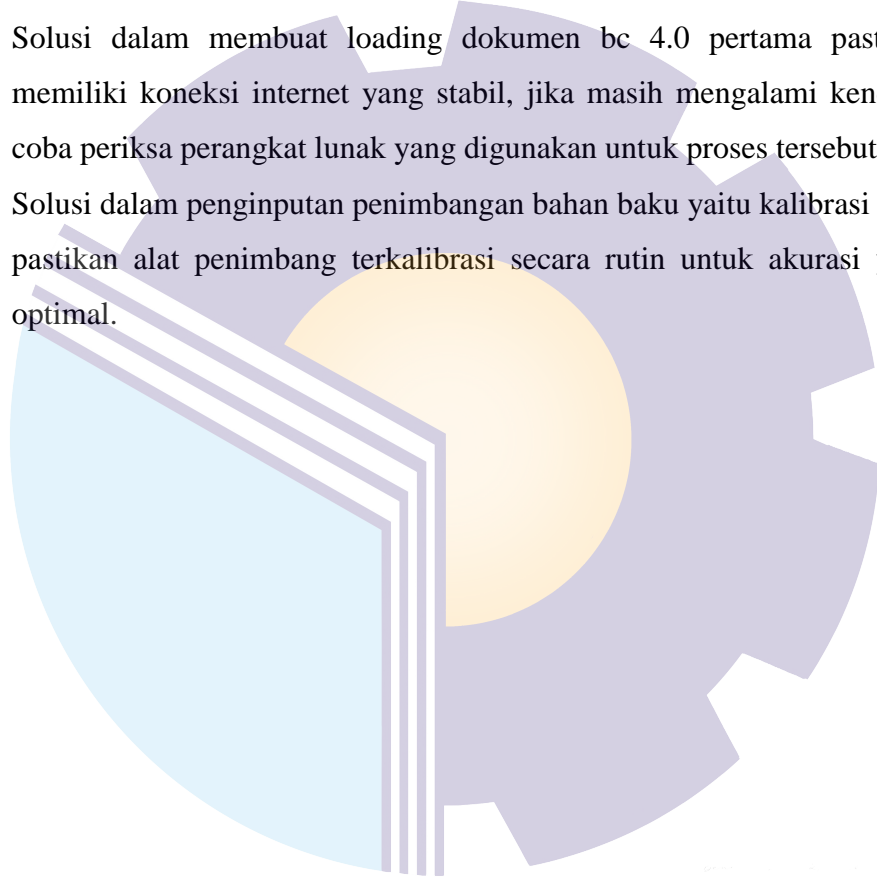 Solusi dalam membuat loading dokumen bc 4.0 pertama
memiliki koneksi internet yang stabil, jika masih mengalami
coba periksa perangkat lunak yang digunakan untuk proses tersebut
Solusi dalam penginputan penimbangan bahan baku yaitu kalibrasi
pastikan alat penimbang terkalibrasi secara rutin untuk akurasi
optimal.